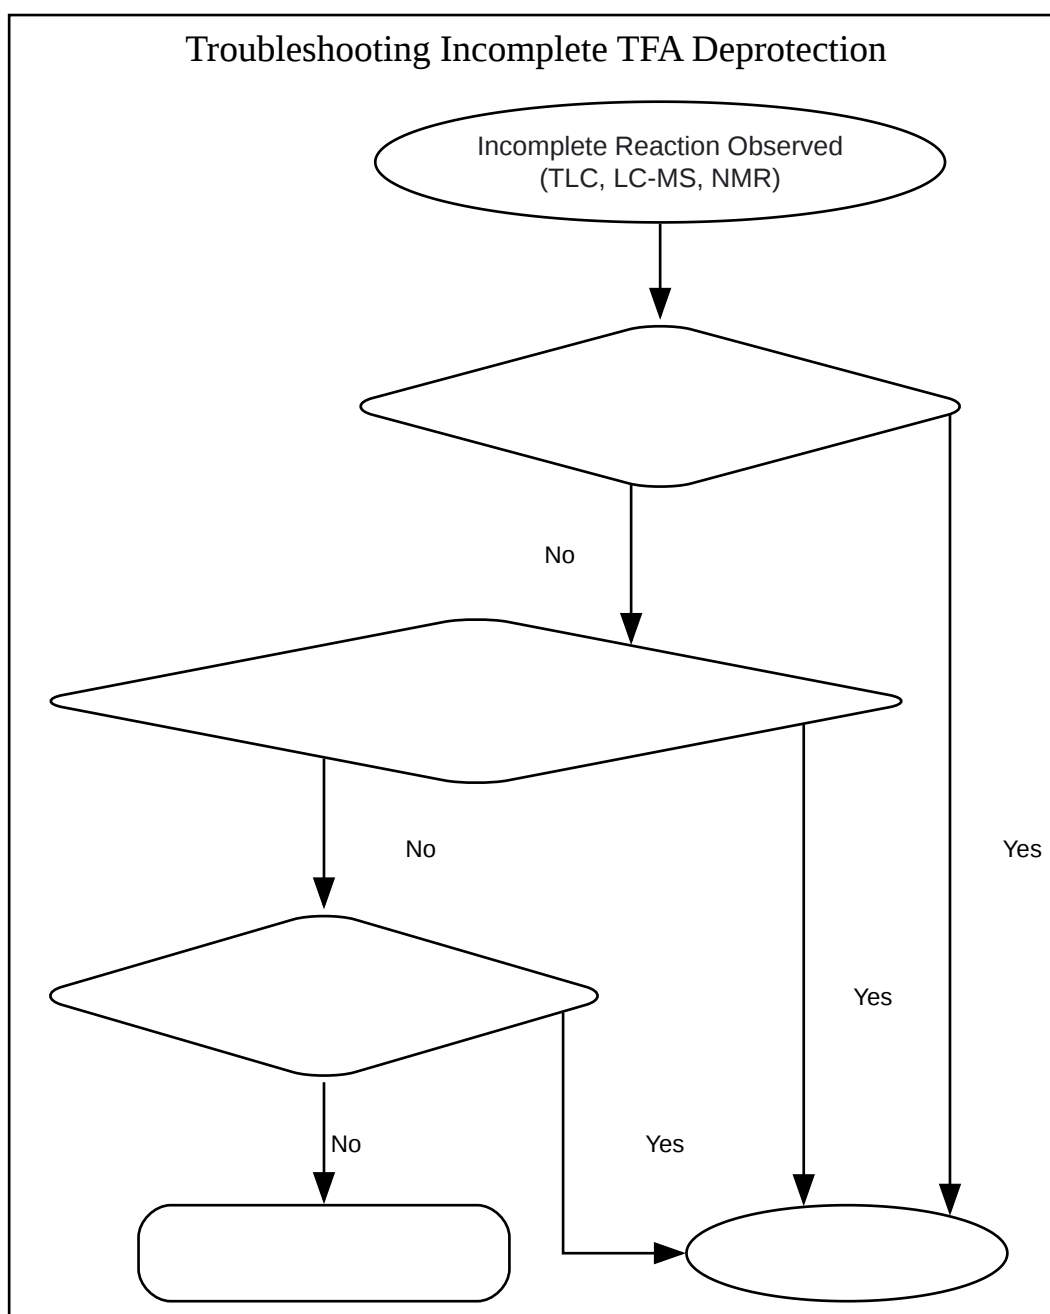 Troubleshooting Incomplete TFA Deprotection
Incomplete Reaction Observed
(TLC, LC-MS, NMR)
No
No
Yes
Yes
No
Yes